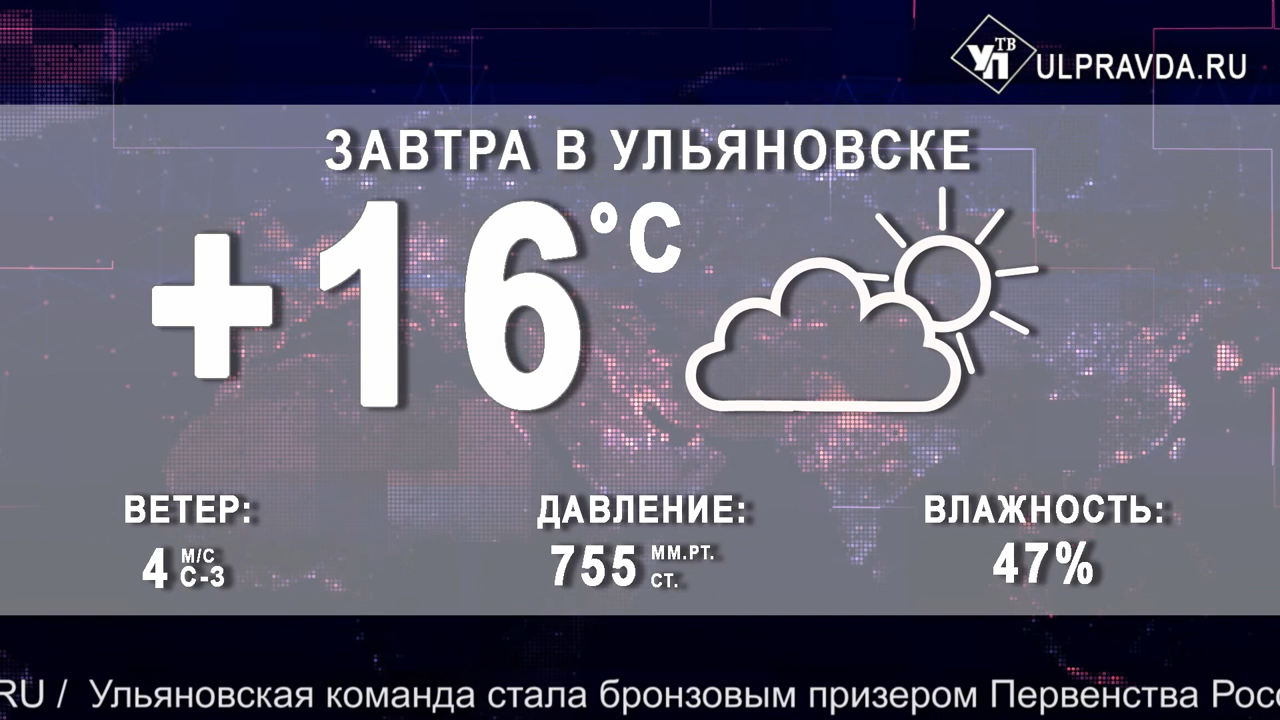 УП ТВ
ULPRAVDA.RU
ЗАВТРА В УЛЬЯНОВСКЕ
+16 °C
ВЕТЕР:
4 М/С
С-З
ДАВЛЕНИЕ:
755 ММ.РТ.
СТ.
ВЛАЖНОСТЬ:
47%
RU / Ульяновская команда стала бронзовым призером Первенства Росс